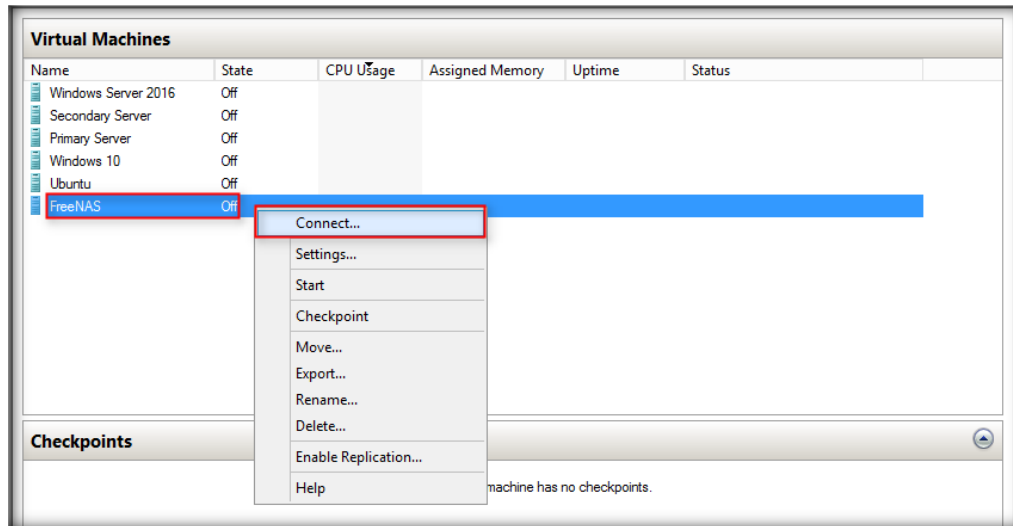 Virtual Machines
Name State CPU Usage Assigned Memory Uptime Status
Windows Server 2016 Off
Secondary Server Off
Primary Server Off
Windows 10 Off
Ubuntu Off
FreeNAS Off
Connect...
Settings...
Start
Checkpoint
Move...
Export...
Rename...
Delete...
Checkpoints
Enable Replication...
Help
machine has no checkpoints.